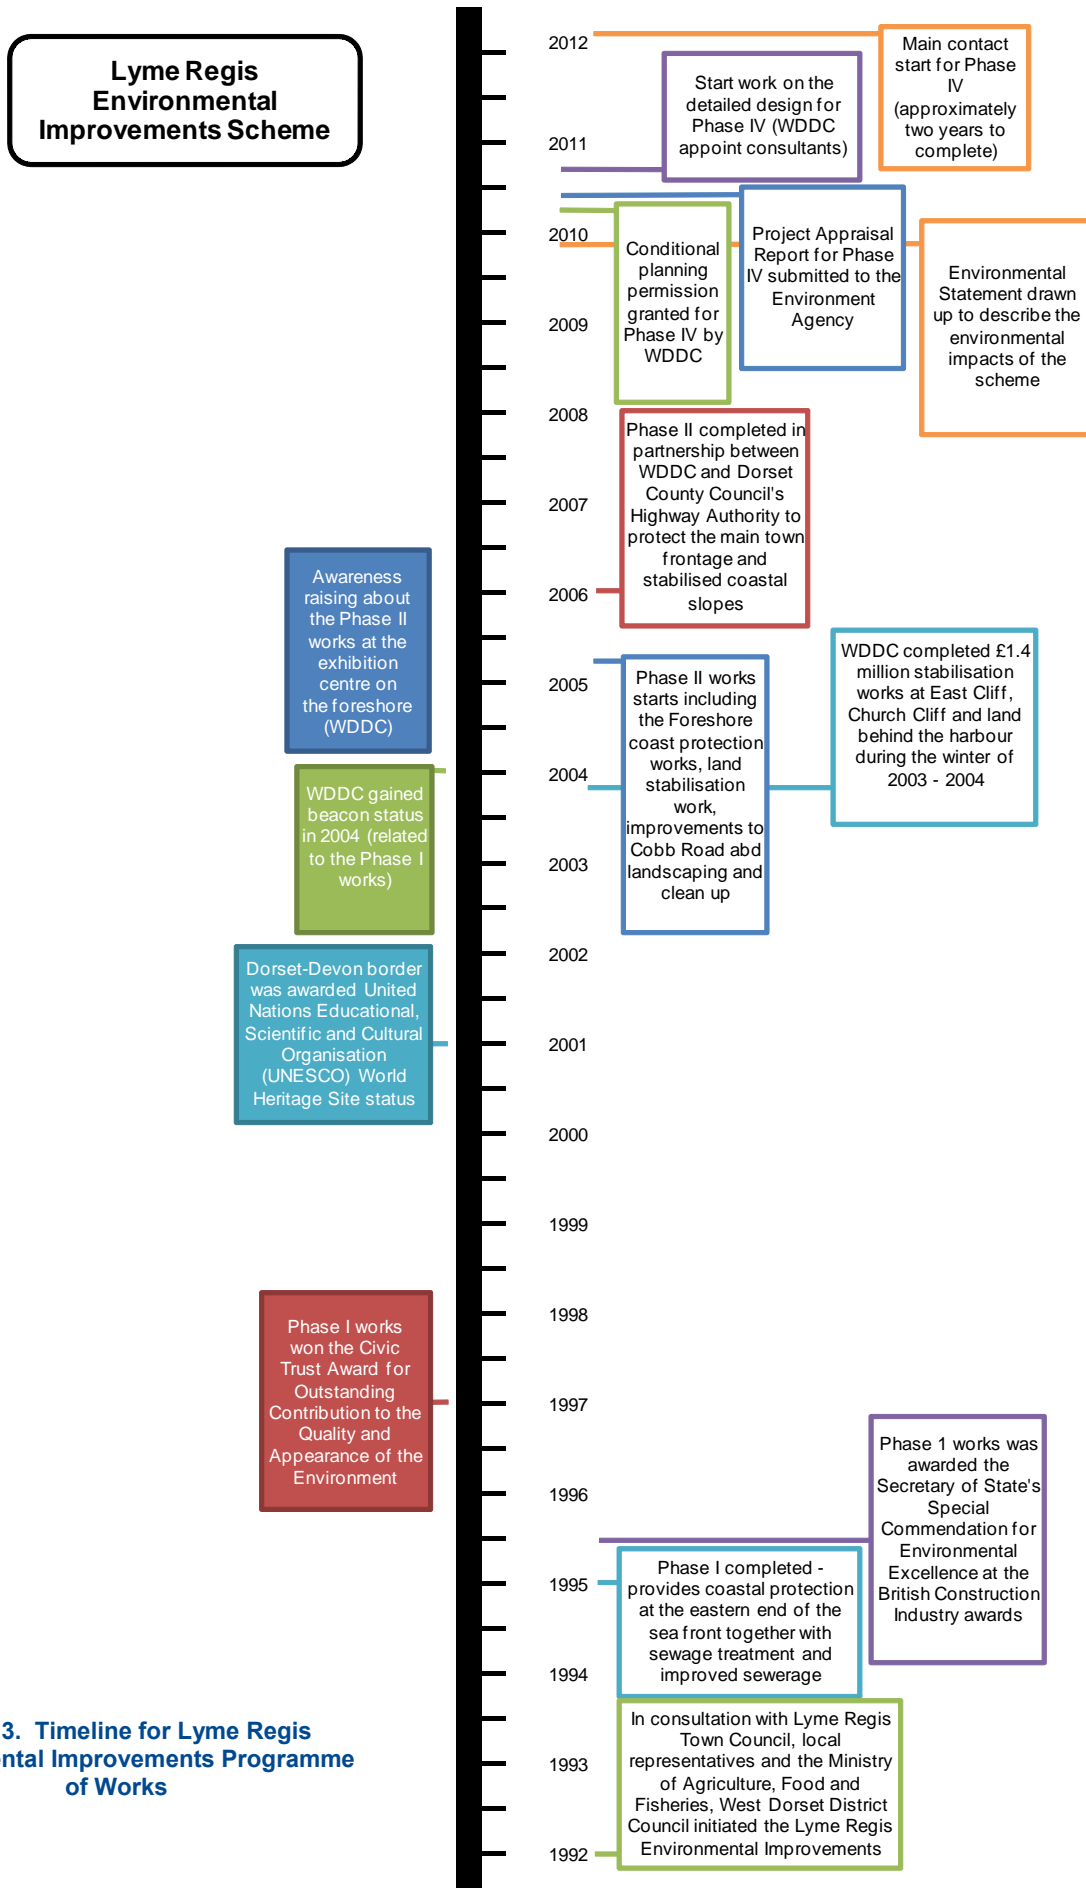 Lyme Regis
Environmental
Improvements Scheme
2012
2011
2010
2009
2008
2007
2006
2005
2004
2003
2002
2001
2000
1999
1998
1997
1996
1995
1994
1993
1992
Main contact
start for Phase
IV
(approximately
two years to
complete)
Start work on the
detailed design for
Phase IV (WDDC
appoint consultants)
Conditional
planning
permission
granted for
Phase IV by
WDDC
Project Appraisal
Report for Phase
IV submitted to the
Environment
Agency
Environmental
Statement drawn
up to describe the
environmental
impacts of the
scheme
Phase II completed in
partnership between
WDDC and Dorset
County Council's
Highway Authority to
protect the main town
frontage and
stabilised coastal
slopes
Awareness
raising about
the Phase II
works at the
exhibition
centre on
the foreshore
(WDDC)
Phase II works
starts including
the Foreshore
coast protection
works, land
stabilisation
work,
improvements to
Cobb Road abd
landscaping and
clean up
WDDC completed £1.4
million stabilisation
works at East Cliff,
Church Cliff and land
behind the harbour
during the winter of
2003 - 2004
WDDC gained
beacon status
in 2004 (related
to the Phase I
works)
Dorset-Devon border
was awarded United
Nations Educational,
Scientific and Cultural
Organisation
(UNESCO) World
Heritage Site status
Phase I works
won the Civic
Trust Award for
Outstanding
Contribution to the
Quality and
Appearance of the
Environment
Phase 1 works was
awarded the
Secretary of State's
Special
Commendation for
Environmental
Excellence at the
British Construction
Industry awards
Phase I completed -
provides coastal protection
at the eastern end of the
sea front together with
sewage treatment and
improved sewerage
In consultation with Lyme Regis
Town Council, local
representatives and the Ministry
of Agriculture, Food and
Fisheries, West Dorset District
Council initiated the Lyme Regis
Environmental Improvements
3. Timeline for Lyme Regis
ental Improvements Programme
of Works